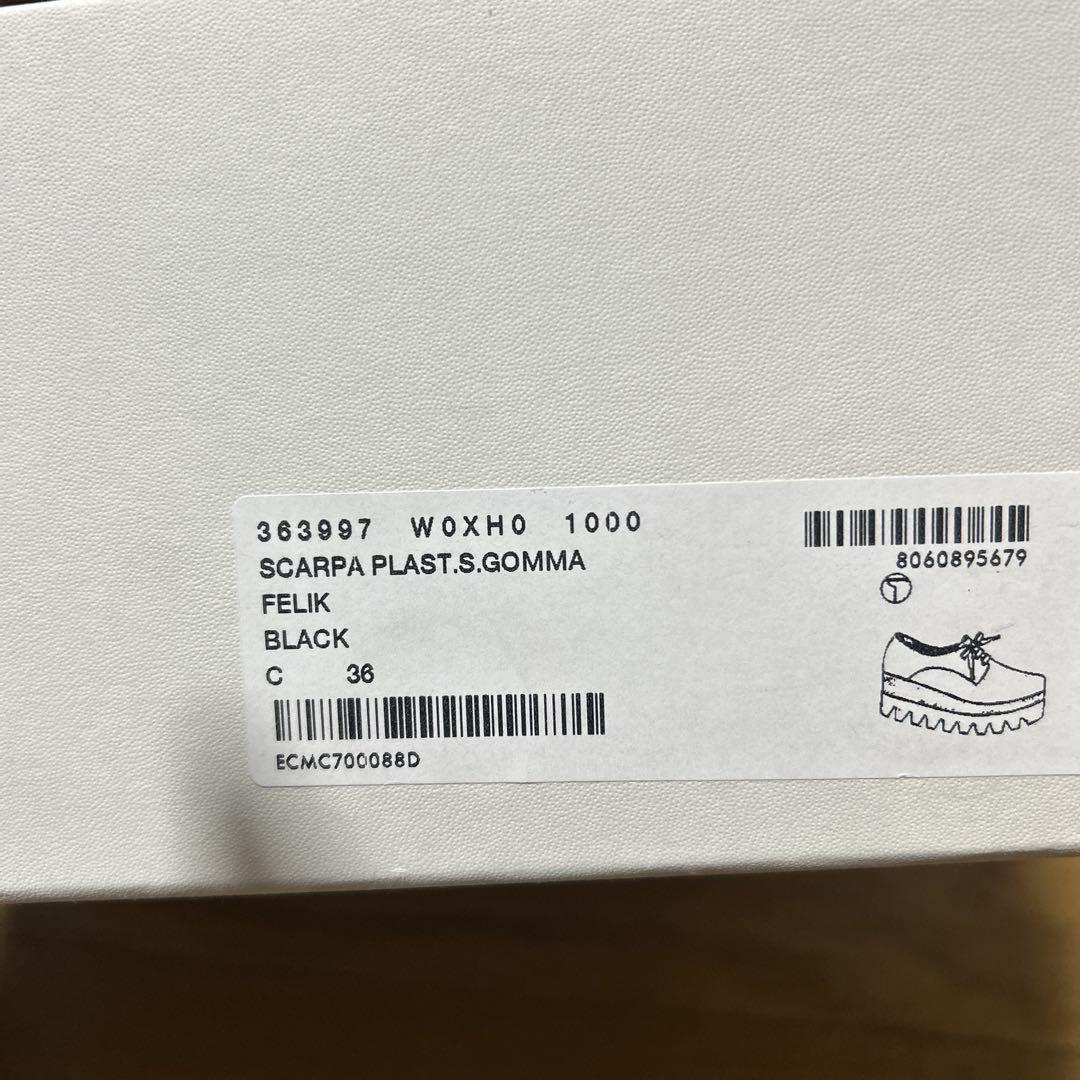 363997 W0XH0 1000
SCARPA PLAST.S.GOMMA
FELIK
BLACK
C 36
ECMC700088D
8060895679